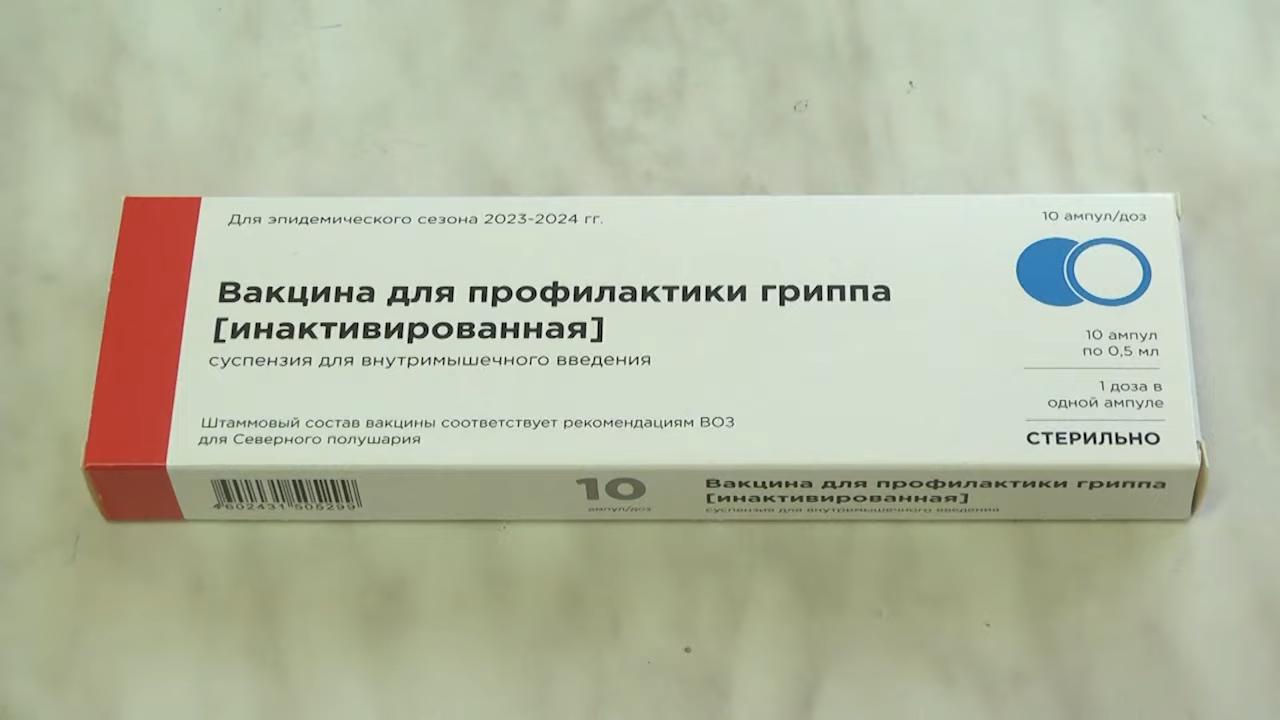 Для эпидемического сезона 2023-2024 гг.
10 ампул/доз
Вакцина для профилактики гриппа
[инактивированная]
суспензия для внутримышечного введения
10 ампул
по 0,5 мл
1 доза в
одной ампуле
Штаммовый состав вакцины соответствует рекомендациям ВОЗ
для Северного полушария
СТЕРИЛЬНО
4602431505299
10
ампул/доз
Вакцина для профилактики гриппа
[инактивированная]
суспензия для внутримышечного введения